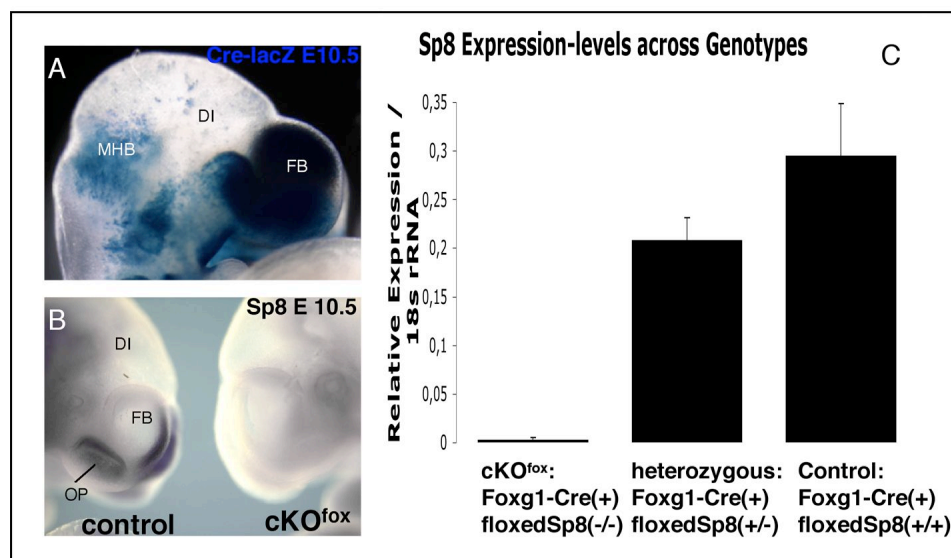 A
Cre-lacZ E10.5
DI
MHB
FB
B
Sp8 E 10.5
DI
FB
OP
control
cKOfox
Sp8 Expression-levels across Genotypes
C
Relative Expression /
18s rRNA
0,35
0,3
0,25
0,2
0,15
0,1
0,05
0
cKOfox:
Foxg1-Cre(+)
floxedSp8(-/-)
heterozygous:
Foxg1-Cre(+)
floxedSp8(+/-)
Control:
Foxg1-Cre(+)
floxedSp8(+/+)